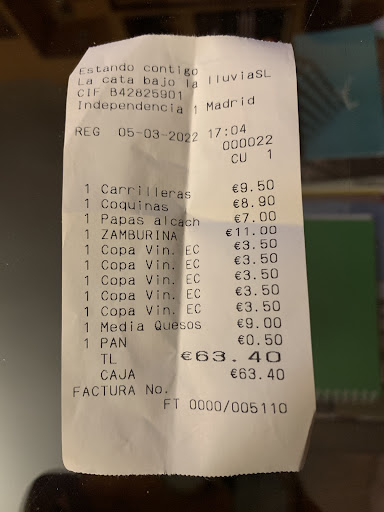 Estando contigo
La cata bajo la lluviaSL
CIF B42825901
Independencia 1 Madrid
REG 05-03-2022 17:04
000022
CU 1
1 Carrilleras €9.50
1 Coquinas €8.90
1 Papas alcach €7.00
1 ZAMBURINA €11.00
1 Copa Vin. EC €3.50
1 Copa Vin. EC €3.50
1 Copa Vin. EC €3.50
1 Copa Vin. EC €3.50
1 Copa Vin. EC €3.50
1 Media Quesos €9.00
1 PAN €0.50
TL €63.40
CAJA €63.40
FACTURA No.
FT 0000/005110